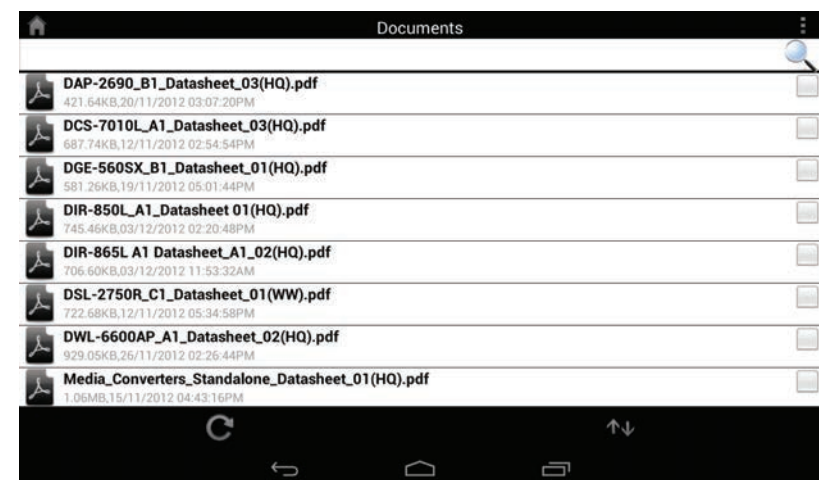 Documents
DAP-2690_B1_Datasheet_03(HQ).pdf
421.64KB,20/11/2012 03:07:20PM
DCS-7010L_A1_Datasheet_03(HQ).pdf
687.74KB,12/11/2012 02:54:54PM
DGE-560SX_B1_Datasheet_01(HQ).pdf
581.26KB,19/11/2012 05:01:44PM
DIR-850L_A1_Datasheet 01(HQ).pdf
745.46KB,03/12/2012 02:20:48PM
DIR-865L A1 Datasheet_A1_02(HQ).pdf
706.60KB,03/12/2012 11:53:32AM
DSL-2750R_C1_Datasheet_01(WW).pdf
722.68KB,12/11/2012 05:34:58PM
DWL-6600AP_A1_Datasheet_02(HQ).pdf
929.05KB,26/11/2012 02:26:44PM
Media_Converters_Standalone_Datasheet_01(HQ).pdf
1.06MB,15/11/2012 04:43:16PM